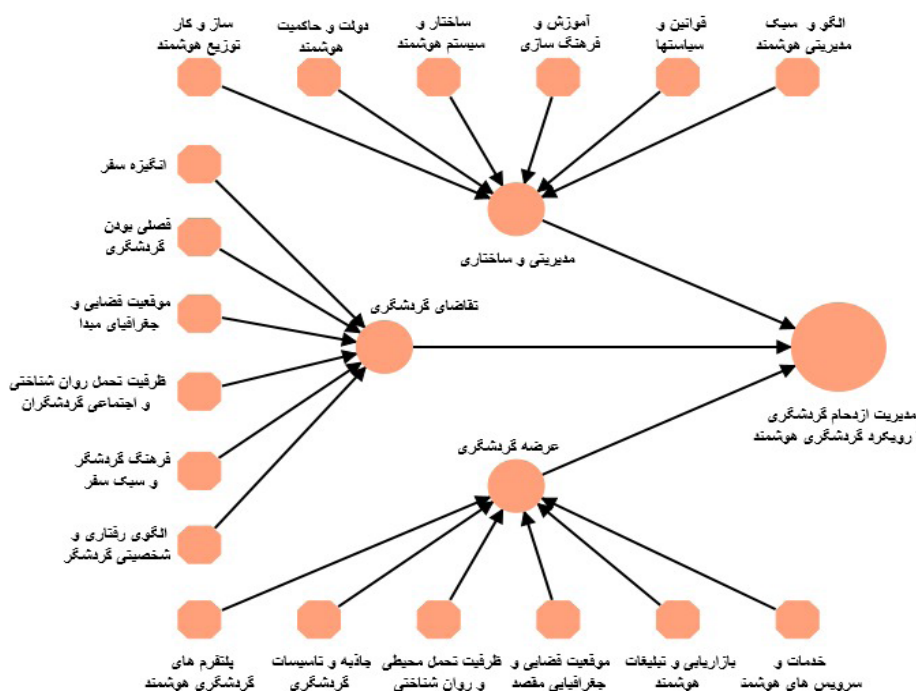 الگو و سبک
مدیریتی هوشمند
قوانین و
سیاستها
آموزش و
فرهنگ سازی
ساختار و
سیستم هوشمند
دولت و حاکمیت
هوشمند
ساز و کار
توزیع هوشمند
انگیزه سفر
فصلی بودن
گردشگری
موقعیت فضایی و
جغرافیای مبدا
ظرفیت تحمل روان شناختی
و اجتماعی گردشگران
فرهنگ گردشگر
و سبک سفر
الگوی رفتاری و
شخصیتی گردشگر
مدیریتی و ساختاری
تقاضای گردشگری
عرضه گردشگری
مدیریت ازدحام گردشگری
رویکرد گردشگری هوشمند
خدمات و
سرویس های هوشمند
بازاریابی و تبلیغات
هوشمند
موقعیت فضایی و
جغرافیایی مقصد
ظرفیت تحمل محیطی
و روان شناختی
جاذبه و تاسیسات
گردشگری
پلتفرم های
گردشگری هوشمند